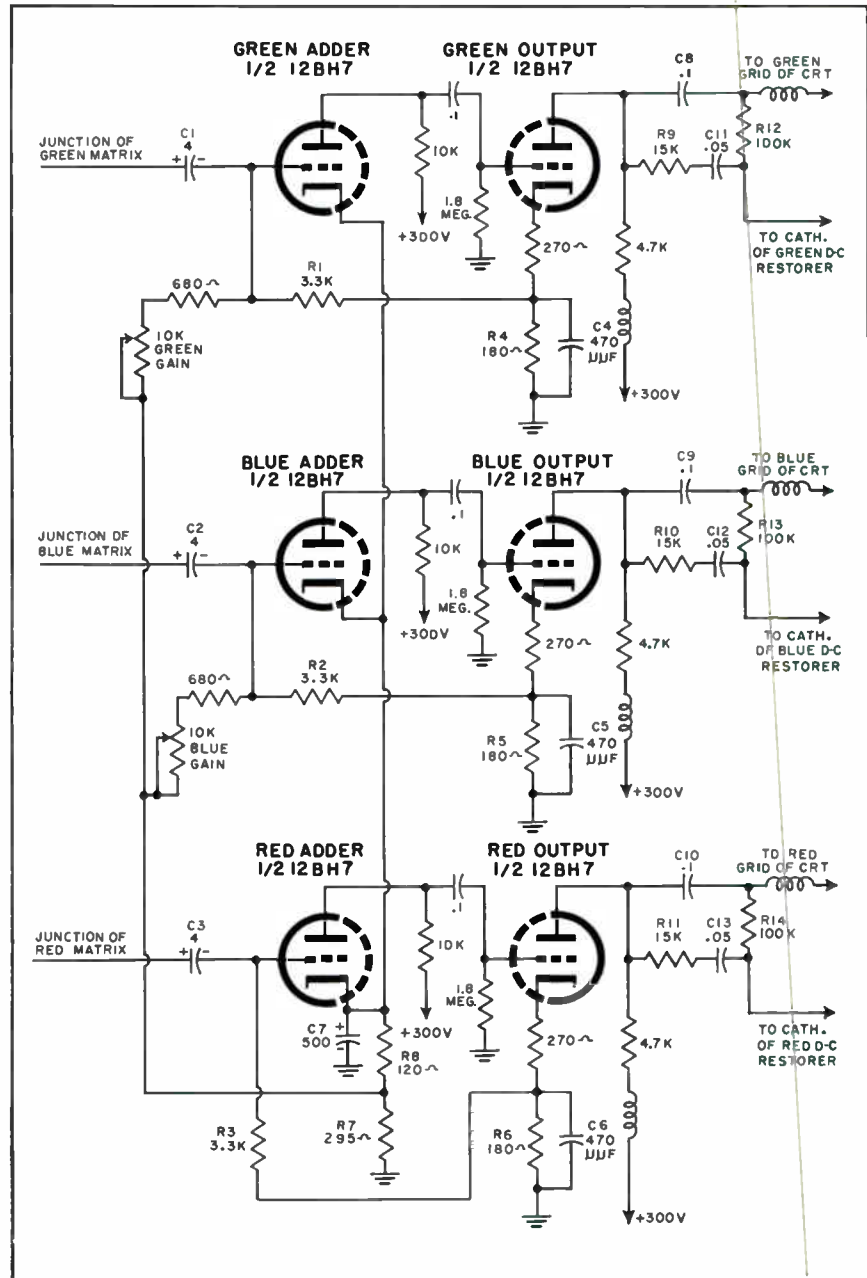 GREEN ADDER
1/2 12BH7
GREEN OUTPUT
1/2 12BH7
C8
.1
TO GREEN
GRID OF CRT
JUNCTION OF
GREEN MATRIX
C1
4
+ -
.1
10K
+300V
1.8
MEG.
R9
15K
C11
.05
R12
100K
TO CATH.
OF GREEN D-C
RESTORER
270~
4.7K
680~
R1
3.3K
10K
GREEN
GAIN
R4
180~
C4
470
μμF
+300V
BLUE ADDER
1/2 12BH7
BLUE OUTPUT
1/2 12BH7
C9
.1
TO BLUE
GRID OF CRT
JUNCTION OF
BLUE MATRIX
C2
4
+ -
.1
10K
+300V
1.8
MEG.
R10
15K
C12
.05
R13
100K
TO CATH.
OF BLUE D-C
RESTORER
270~
4.7K
680~
R2
3.3K
10K
BLUE
GAIN
R5
180~
C5
470
μμF
+300V
RED ADDER
1/2 12BH7
RED OUTPUT
1/2 12BH7
C10
.1
TO RED
GRID OF CRT
JUNCTION OF
RED MATRIX
C3
4
+ -
.1
10K
+300V
1.8
MEG.
R11
15K
C13
.05
R14
100K
TO CATH.
OF RED D-C
RESTORER
C7
500
+
-
R8
120~
270~
4.7K
R3
3.3K
R7
295~
R6
180~
C6
470
μμF
+300V